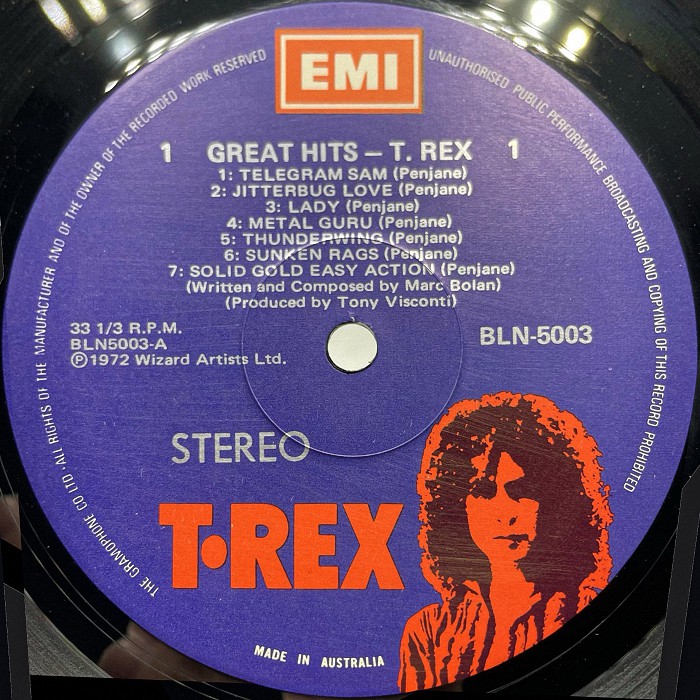 EMI
1 GREAT HITS – T. REX 1
1: TELEGRAM SAM (Penjane)
2: JITTERBUG LOVE (Penjane)
3: LADY (Penjane)
4: METAL GURU (Penjane)
5: THUNDERWING (Penjane)
6: SUNKEN RAGS (Penjane)
7: SOLID GOLD EASY ACTION (Penjane)
(Written and Composed by Marc Bolan)
(Produced by Tony Visconti)
33 1/3 R.P.M.
BLN5003-A
Ⓟ1972 Wizard Artists Ltd.
BLN-5003
STEREO
T·REX
MADE IN AUSTRALIA
THE GRAMOPHONE CO LTD· ALL RIGHTS OF THE MANUFACTURER AND OF THE OWNER OF THE RECORDED WORK RESERVED
UNAUTHORISED PUBLIC PERFORMANCE BROADCASTING AND COPYING OF THIS RECORD PROHIBITED